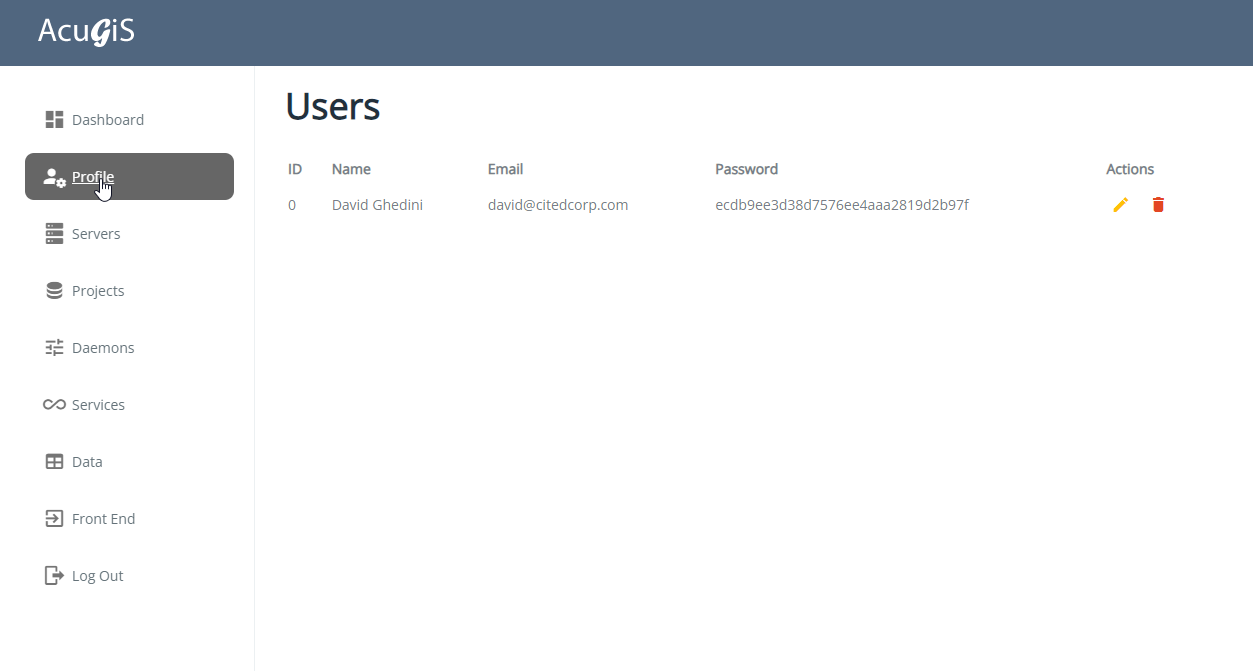 AcuGiS
Dashboard
Profile
Servers
Projects
Daemons
Services
Data
Front End
Log Out
Users
ID Name Email Password Actions
0 David Ghedini david@citedcorp.com ecdb9ee3d38d7576ee4aaa2819d2b97f